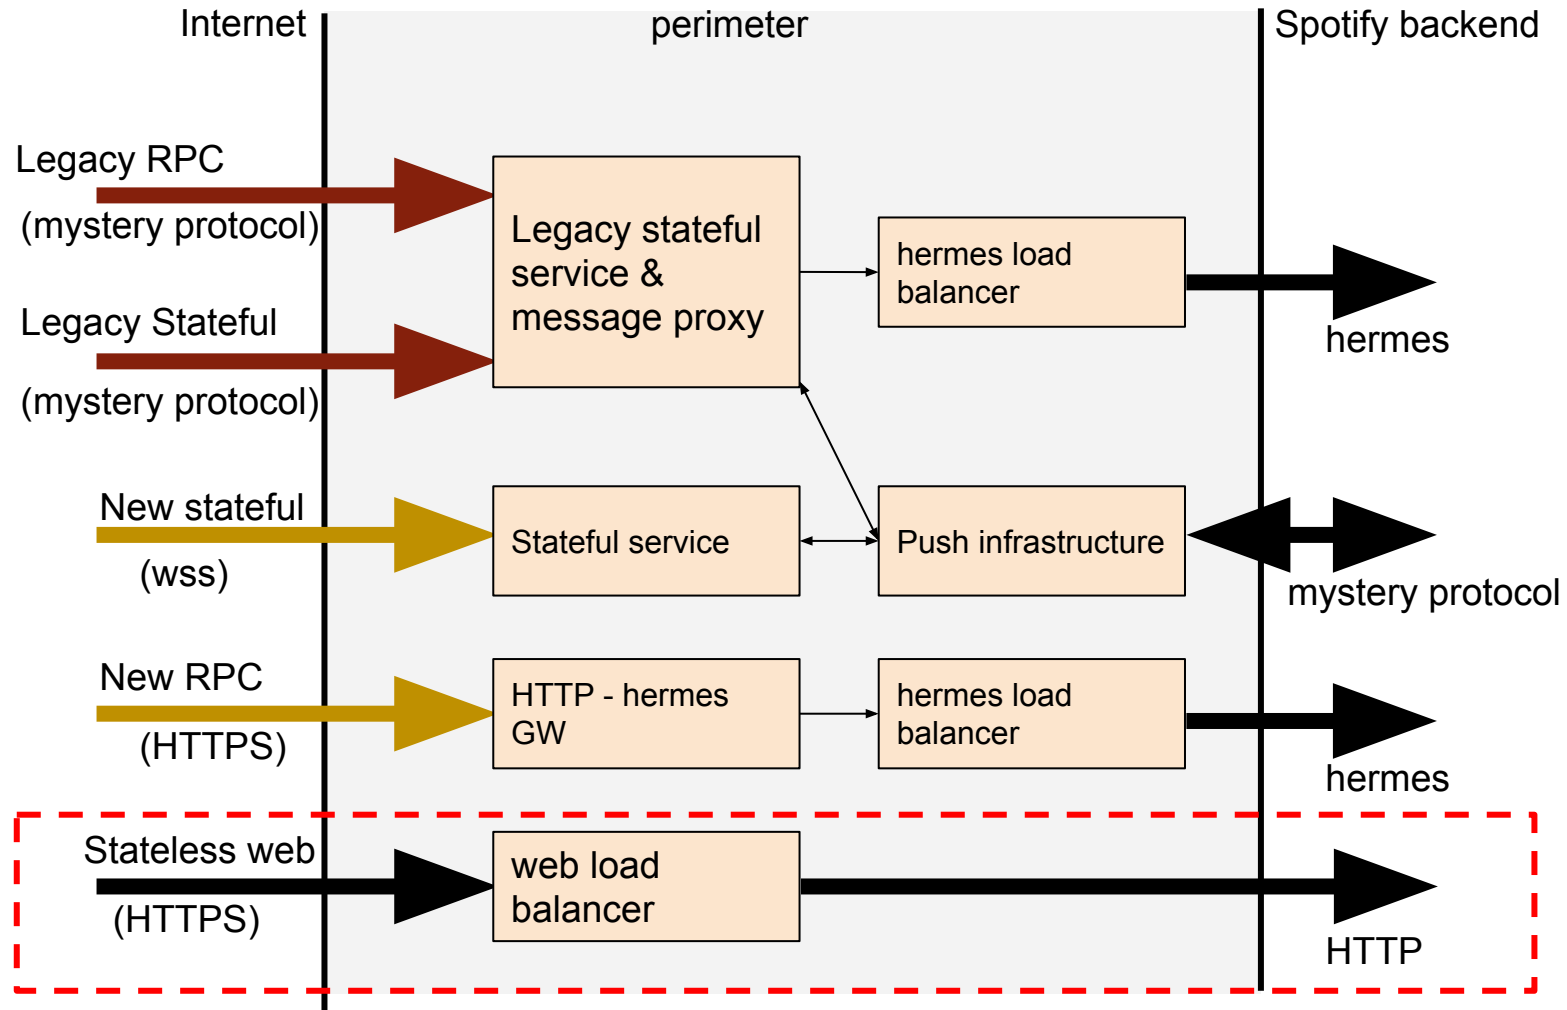 Internet
perimeter
Spotify backend
Legacy RPC
(mystery protocol)
Legacy Stateful
(mystery protocol)
Legacy stateful
service &
message proxy
hermes load
balancer
hermes
New stateful
(wss)
Stateful service
Push infrastructure
mystery protocol
New RPC
(HTTPS)
HTTP - hermes
GW
hermes load
balancer
hermes
Stateless web
(HTTPS)
web load
balancer
HTTP